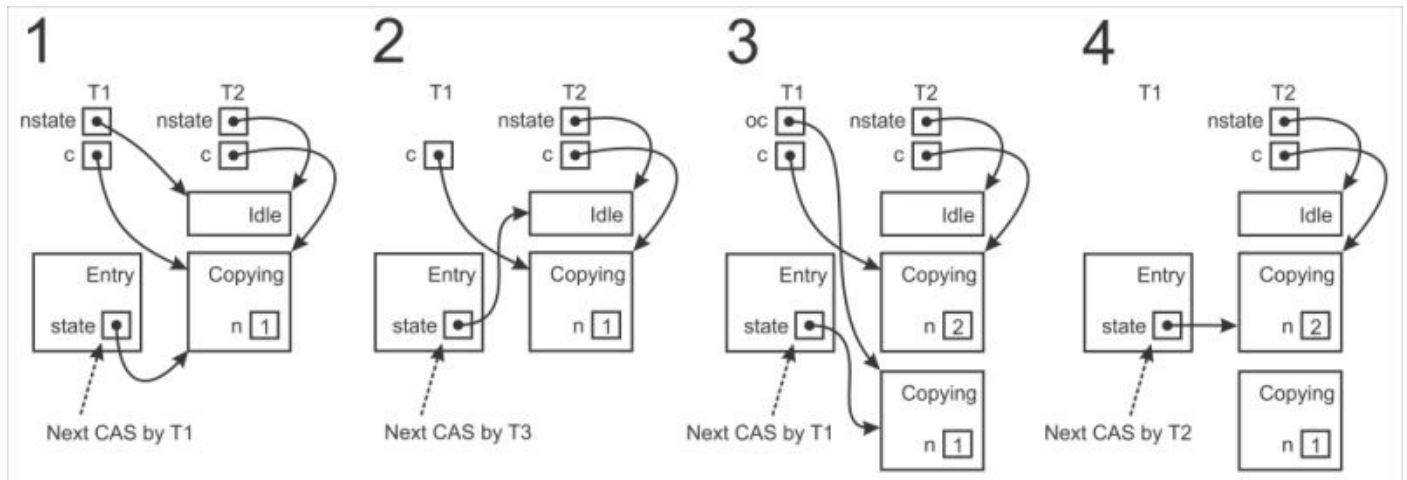 1
T1
T2
nstate
nstate
c
c
Idle
Entry
Copying
state
n 1
Next CAS by T1
2
T1
T2
nstate
c
c
Idle
Entry
Copying
state
n 1
Next CAS by T3
3
T1
T2
oc
nstate
c
c
Idle
Entry
Copying
state
n 2
Copying
Next CAS by T1
n 1
4
T1
T2
nstate
c
Idle
Entry
Copying
state
n 2
Copying
Next CAS by T2
n 1